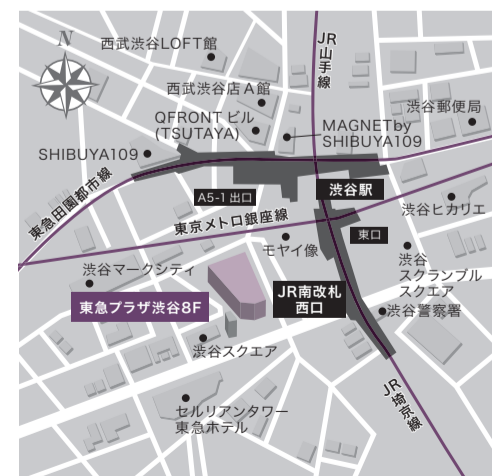 N
西武渋谷LOFT館
JR山手線
西武渋谷店A館
渋谷郵便局
QFRONT ビル
(TSUTAYA)
MAGNETby
SHIBUYA109
SHIBUYA109
東急田園都市線
A5-1 出口
渋谷駅
渋谷ヒカリエ
東京メトロ銀座線
東口
モヤイ像
渋谷
スクランブル
スクエア
渋谷マークシティ
東急プラザ渋谷8F
JR南改札
西口
渋谷警察署
渋谷スクエア
JR埼京線
セルリアンタワー
東急ホテル